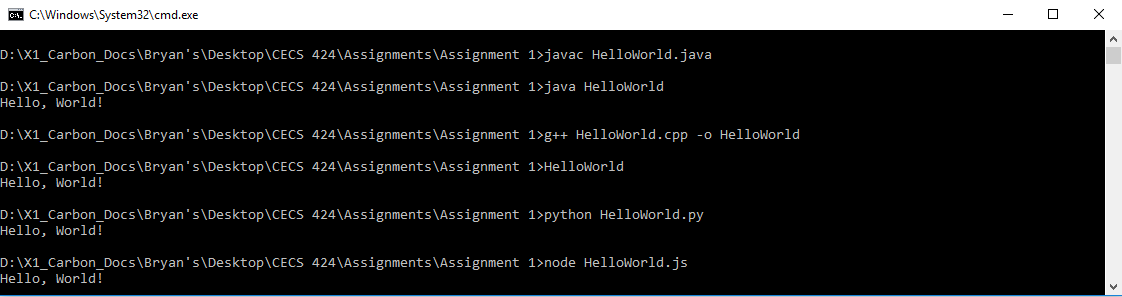 C:\Windows\System32\cmd.exe
D:\X1_Carbon_Docs\Bryan's\Desktop\CECS 424\Assignments\Assignment 1>javac HelloWorld.java
D:\X1_Carbon_Docs\Bryan's\Desktop\CECS 424\Assignments\Assignment 1>java HelloWorld
Hello, World!
D:\X1_Carbon_Docs\Bryan's\Desktop\CECS 424\Assignments\Assignment 1>g++ HelloWorld.cpp -o HelloWorld
D:\X1_Carbon_Docs\Bryan's\Desktop\CECS 424\Assignments\Assignment 1>HelloWorld
Hello, World!
D:\X1_Carbon_Docs\Bryan's\Desktop\CECS 424\Assignments\Assignment 1>python HelloWorld.py
Hello, World!
D:\X1_Carbon_Docs\Bryan's\Desktop\CECS 424\Assignments\Assignment 1>node HelloWorld.js
Hello, World!